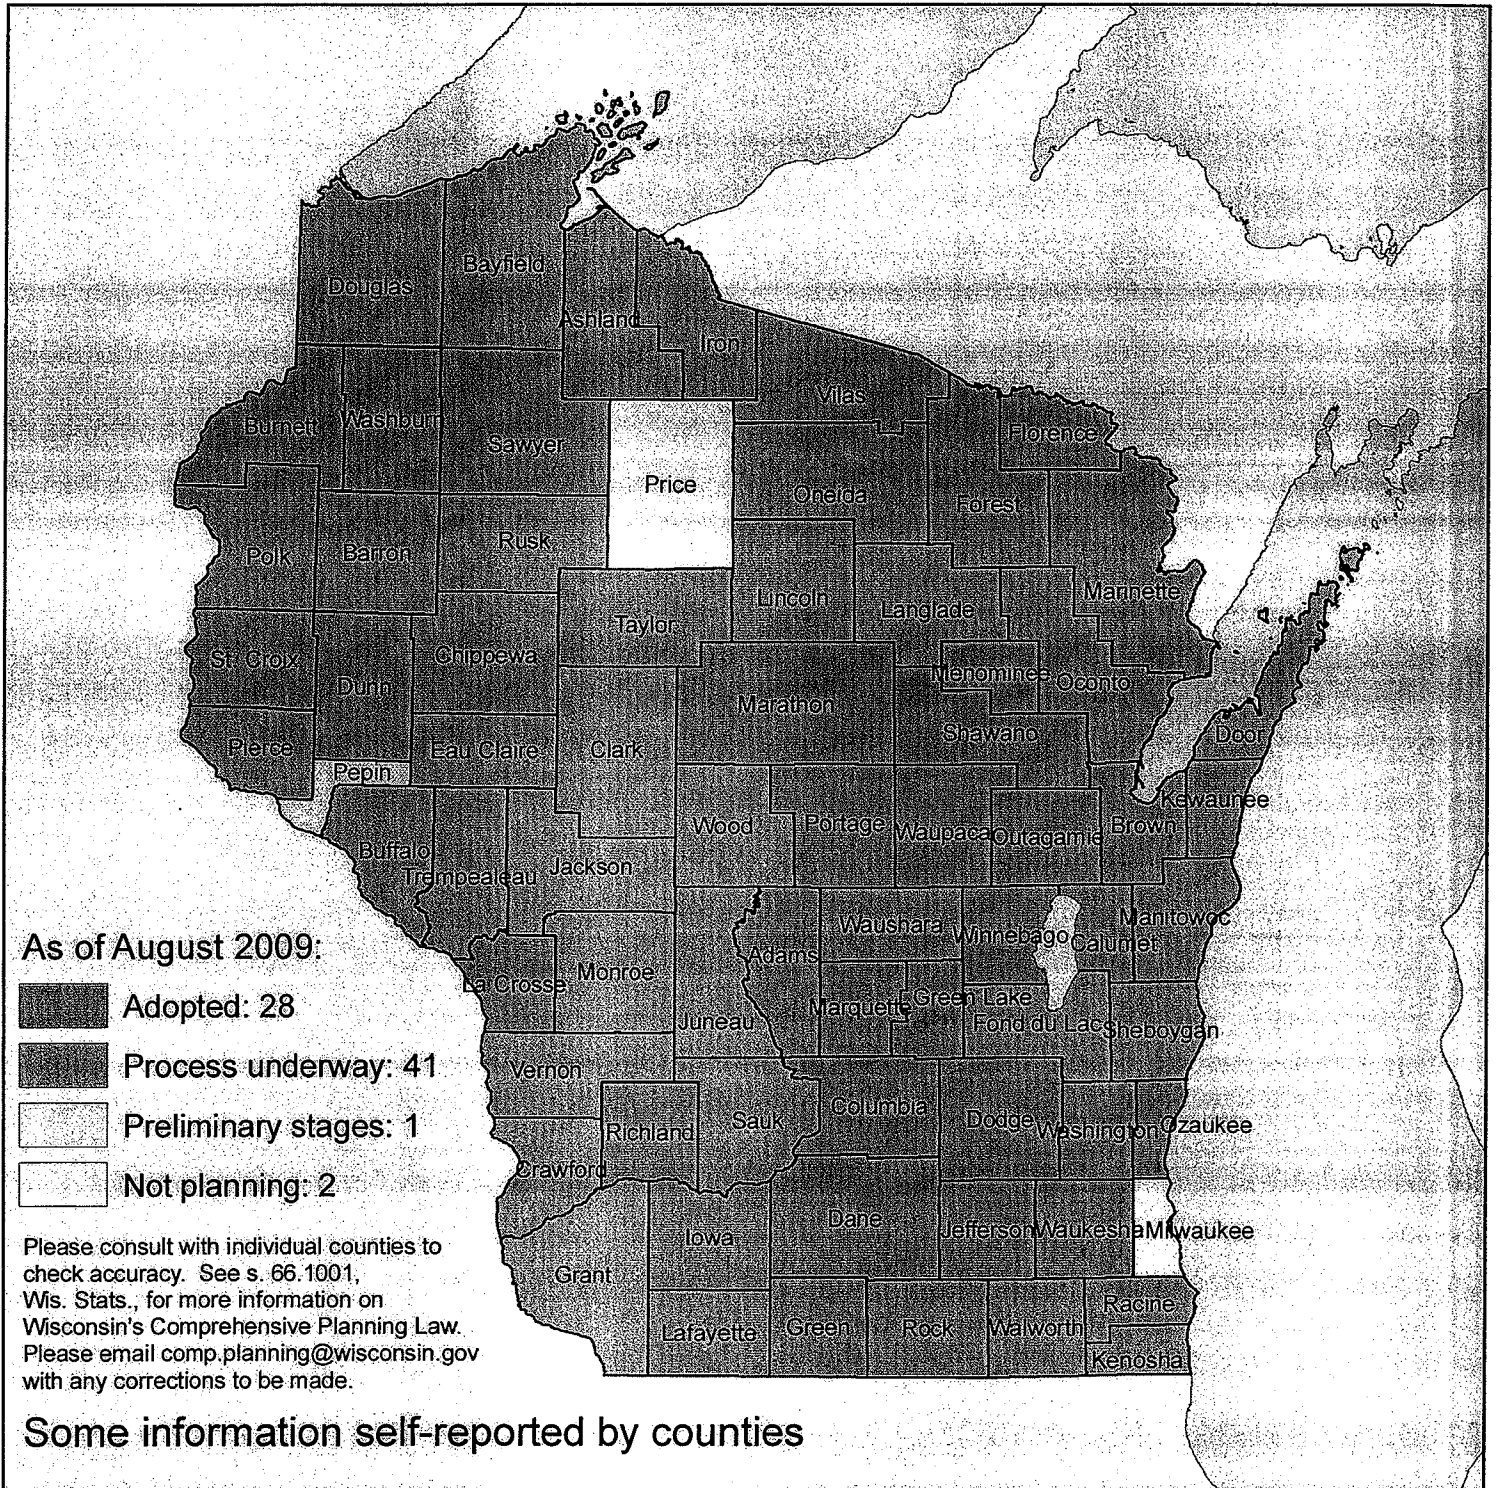 Bayfield
Douglas
Ashland
Iron
Vilas
Burnett
Washburn
Sawyer
Florence
Price
Oneida
Forest
Rusk
Polk
Barron
Marinette
Lincoln
Langlade
Taylor
St. Croix
Chippewa
Menominee
Oconto
Dunn
Marathon
Shawano
Door
Pierce
Eau Claire
Clark
Pepin
Kewaunee
Wood
Portage
Waupaca
Outagamie
Brown
Buffalo
Trempealeau
Jackson
Manitowoc
Waushara
Winnebago
Calumet
Adams
Monroe
La Crosse
Marquette
Green Lake
Juneau
Fond du Lac
Sheboygan
Vernon
Columbia
Sauk
Dodge
Washington
Ozaukee
Richland
Crawford
Dane
Jefferson
Waukesha
Milwaukee
Iowa
Grant
Racine
Lafayette
Green
Rock
Walworth
Kenosha
As of August 2009:
Adopted: 28
Process underway: 41
Preliminary stages: 1
Not planning: 2
Please consult with individual counties to
check accuracy. See s. 66.1001,
Wis. Stats., for more information on
Wisconsin's Comprehensive Planning Law.
Please email comp.planning@wisconsin.gov
with any corrections to be made.
Some information self-reported by counties